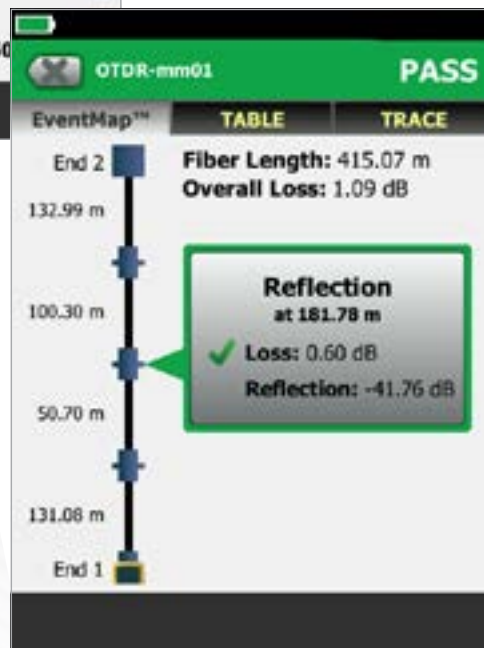 OTDR-mm01
PASS
EventMap™
TABLE
TRACE
End 2
Fiber Length: 415.07 m
Overall Loss: 1.09 dB
132.99 m
100.30 m
Reflection
at 181.78 m
Loss: 0.60 dB
Reflection: -41.76 dB
50.70 m
131.08 m
End 1